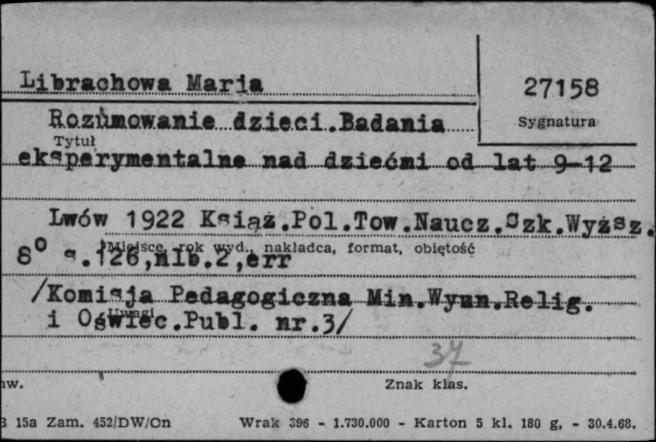 Librachowa Maria
27158
Sygnatura
Rozumowanie dzieci.Badania
Tytuł
eksperymentalne nad dziećmi od lat 9-12
Lwów 1922 Książ.Pol.Tow.Naucz.Szk.Wyższ.
Miejsce, rok wyd., nakładca, format, obiętość
8° s.126,nlb.2,err
/Komisja Pedagogiczna Min.Wyzn.Relig.
Uwagi
i Oświec.Publ. nr.3/
37
nw.
Znak klas.
15a Zam. 452/DW/On Wrak 396 - 1.730.000 - Karton 5 kl. 180 g, - 30.4.68.